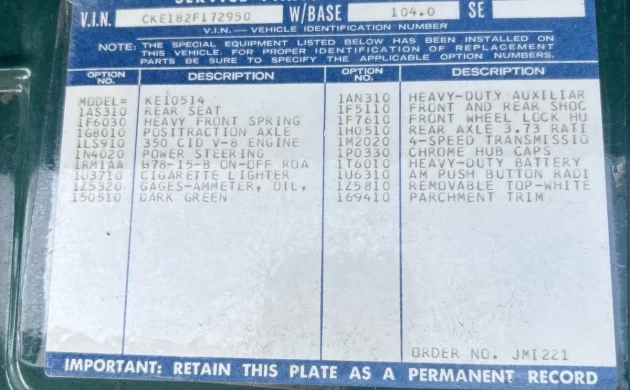 V.I.N. CKE182F172950 W/BASE 104.0 SE
V.I.N. — VEHICLE IDENTIFICATION NUMBER
NOTE: THE SPECIAL EQUIPMENT LISTED BELOW HAS BEEN INSTALLED ON
THIS VEHICLE. FOR PROPER IDENTIFICATION OF REPLACEMENT
PARTS BE SURE TO SPECIFY THE APPLICABLE OPTION NUMBERS.
OPTION NO. DESCRIPTION OPTION NO. DESCRIPTION
MODEL= KE10514 1AN310 HEAVY-DUTY AUXILIAR
1AS310 REAR SEAT 1F5110 FRONT AND REAR SHOC
1F6030 HEAVY FRONT SPRING 1F7610 FRONT WHEEL LOCK HU
1G8010 POSITRACTION AXLE 1H0510 REAR AXLE 3.73 RATI
1LS910 350 CID V-8 ENGINE 1M2020 4-SPEED TRANSMISSIO
1N4020 POWER STEERING 1P0330 CHROME HUB CAPS
1RM1AA H78-15-B ON-OFF ROA 1T6010 HEAVY-DUTY BATTERY
1U3710 CIGARETTE LIGHTER 1U6310 AM PUSH BUTTON RADI
1Z5320 GAGES-AMMETER, OIL, 1Z5810 REMOVABLE TOP-WHITE
150510 DARK GREEN 169410 PARCHMENT TRIM
ORDER NO. JMI221
IMPORTANT: RETAIN THIS PLATE AS A PERMANENT RECORD